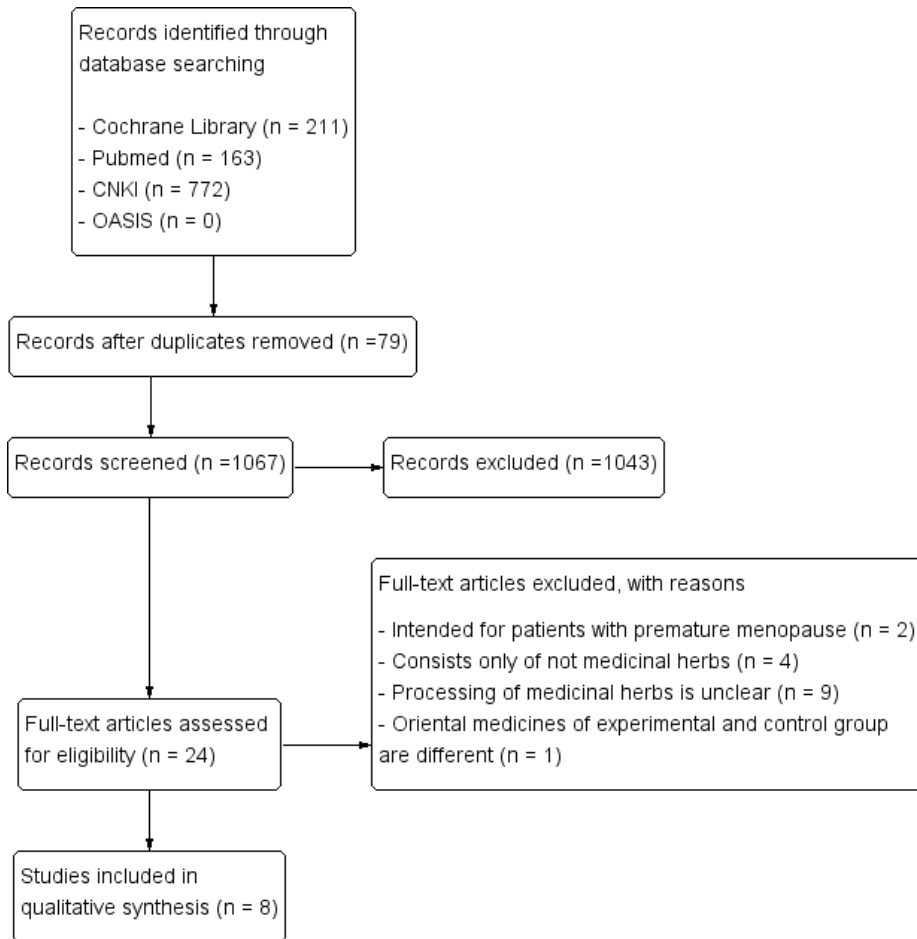 Records identified through
database searching
- Cochrane Library (n = 211)
- Pubmed (n = 163)
- CNKI (n = 772)
- OASIS (n = 0)
Records after duplicates removed (n =79)
Records screened (n =1067)
Records excluded (n =1043)
Full-text articles excluded, with reasons
- Intended for patients with premature menopause (n = 2)
- Consists only of not medicinal herbs (n = 4)
- Processing of medicinal herbs is unclear (n = 9)
- Oriental medicines of experimental and control group
are different (n = 1)
Full-text articles assessed
for eligibility (n = 24)
Studies included in
qualitative synthesis (n = 8)